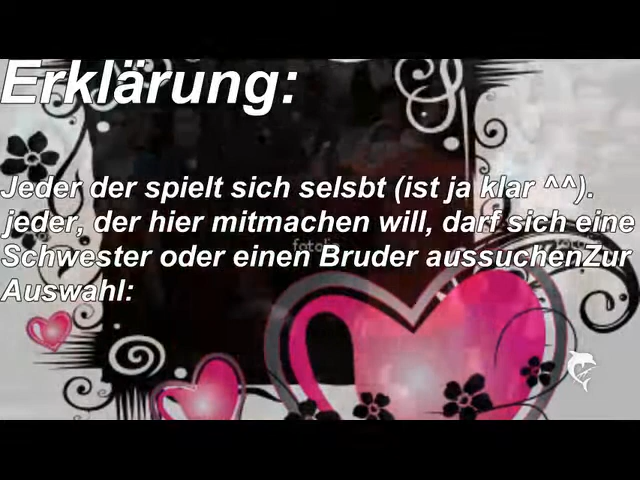 Erklärung:
Jeder der spielt sich selsbt (ist ja klar ^^).
jeder, der hier mitmachen will, darf sich eine
Schwester oder einen Bruder aussuchenZur
Auswahl:
fotolia